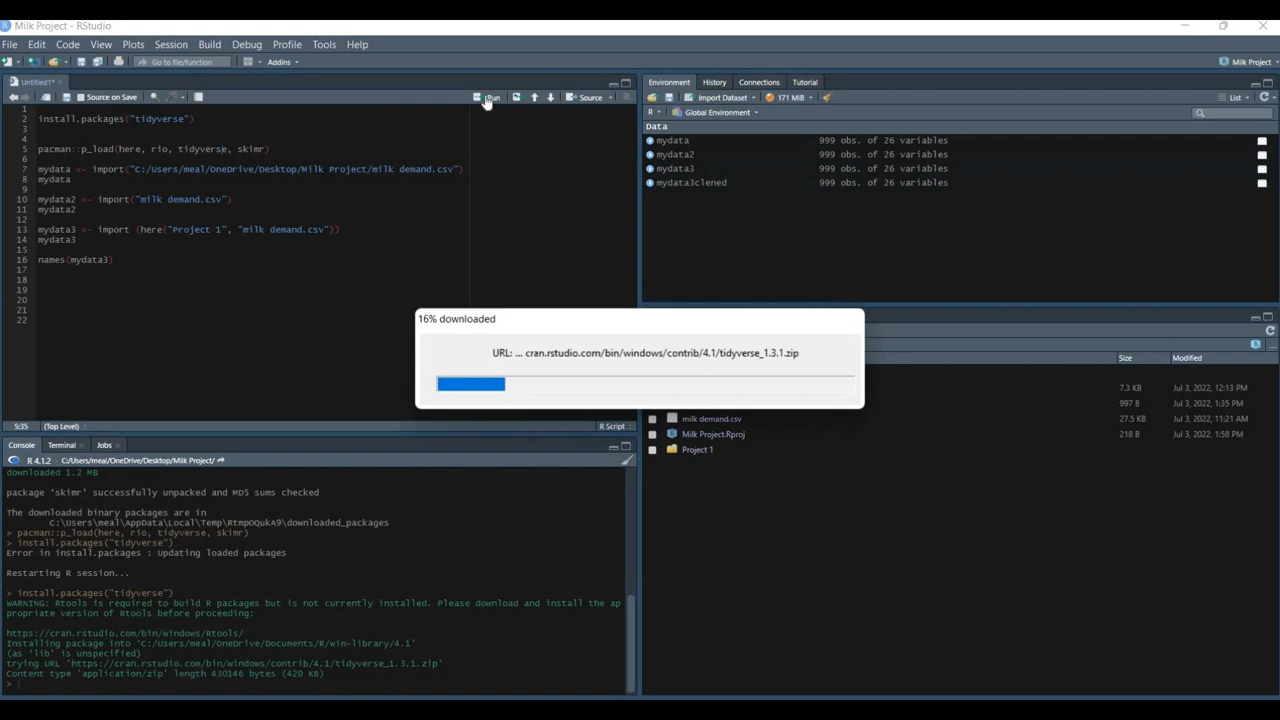 Milk Project - RStudio
File Edit Code View Plots Session Build Debug Profile Tools Help
Go to file/function Addins Milk Project
Untitled1*
Source on Save Run Source
1
2 install.packages("tidyverse")
3
4
5 pacman::p_load(here, rio, tidyverse, skimr)
6
7 mydata <- import("C:/Users/meal/OneDrive/Desktop/Milk Project/milk demand.csv")
8 mydata
9
10 mydata2 <- import("milk demand.csv")
11 mydata2
12
13 mydata3 <- import (here("Project 1", "milk demand.csv"))
14 mydata3
15
16 names(mydata3)
17
18
19
20
21
22
5:35 (Top Level) R Script
Environment History Connections Tutorial
Import Dataset 171 MiB List
R Global Environment
Data
mydata 999 obs. of 26 variables
mydata2 999 obs. of 26 variables
mydata3 999 obs. of 26 variables
mydata3clened 999 obs. of 26 variables
16% downloaded
URL: ... cran.rstudio.com/bin/windows/contrib/4.1/tidyverse_1.3.1.zip
Size Modified
7.3 KB Jul 3, 2022, 12:13 PM
997 B Jul 3, 2022, 1:35 PM
milk demand.csv 27.5 KB Jul 3, 2022, 11:21 AM
Milk Project.Rproj 218 B Jul 3, 2022, 1:58 PM
Project 1
Console Terminal Jobs
R 4.1.2 · C:/Users/meal/OneDrive/Desktop/Milk Project/
downloaded 1.2 MB
package 'skimr' successfully unpacked and MD5 sums checked
The downloaded binary packages are in
C:\Users\meal\AppData\Local\Temp\RtmpOQukA9\downloaded_packages
> pacman::p_load(here, rio, tidyverse, skimr)
> install.packages("tidyverse")
Error in install.packages : Updating loaded packages
Restarting R session...
> install.packages("tidyverse")
WARNING: Rtools is required to build R packages but is not currently installed. Please download and install the ap
propriate version of Rtools before proceeding:
https://cran.rstudio.com/bin/windows/Rtools/
Installing package into 'C:/Users/meal/OneDrive/Documents/R/win-library/4.1'
(as 'lib' is unspecified)
trying URL 'https://cran.rstudio.com/bin/windows/contrib/4.1/tidyverse_1.3.1.zip'
Content type 'application/zip' length 430146 bytes (420 KB)
>